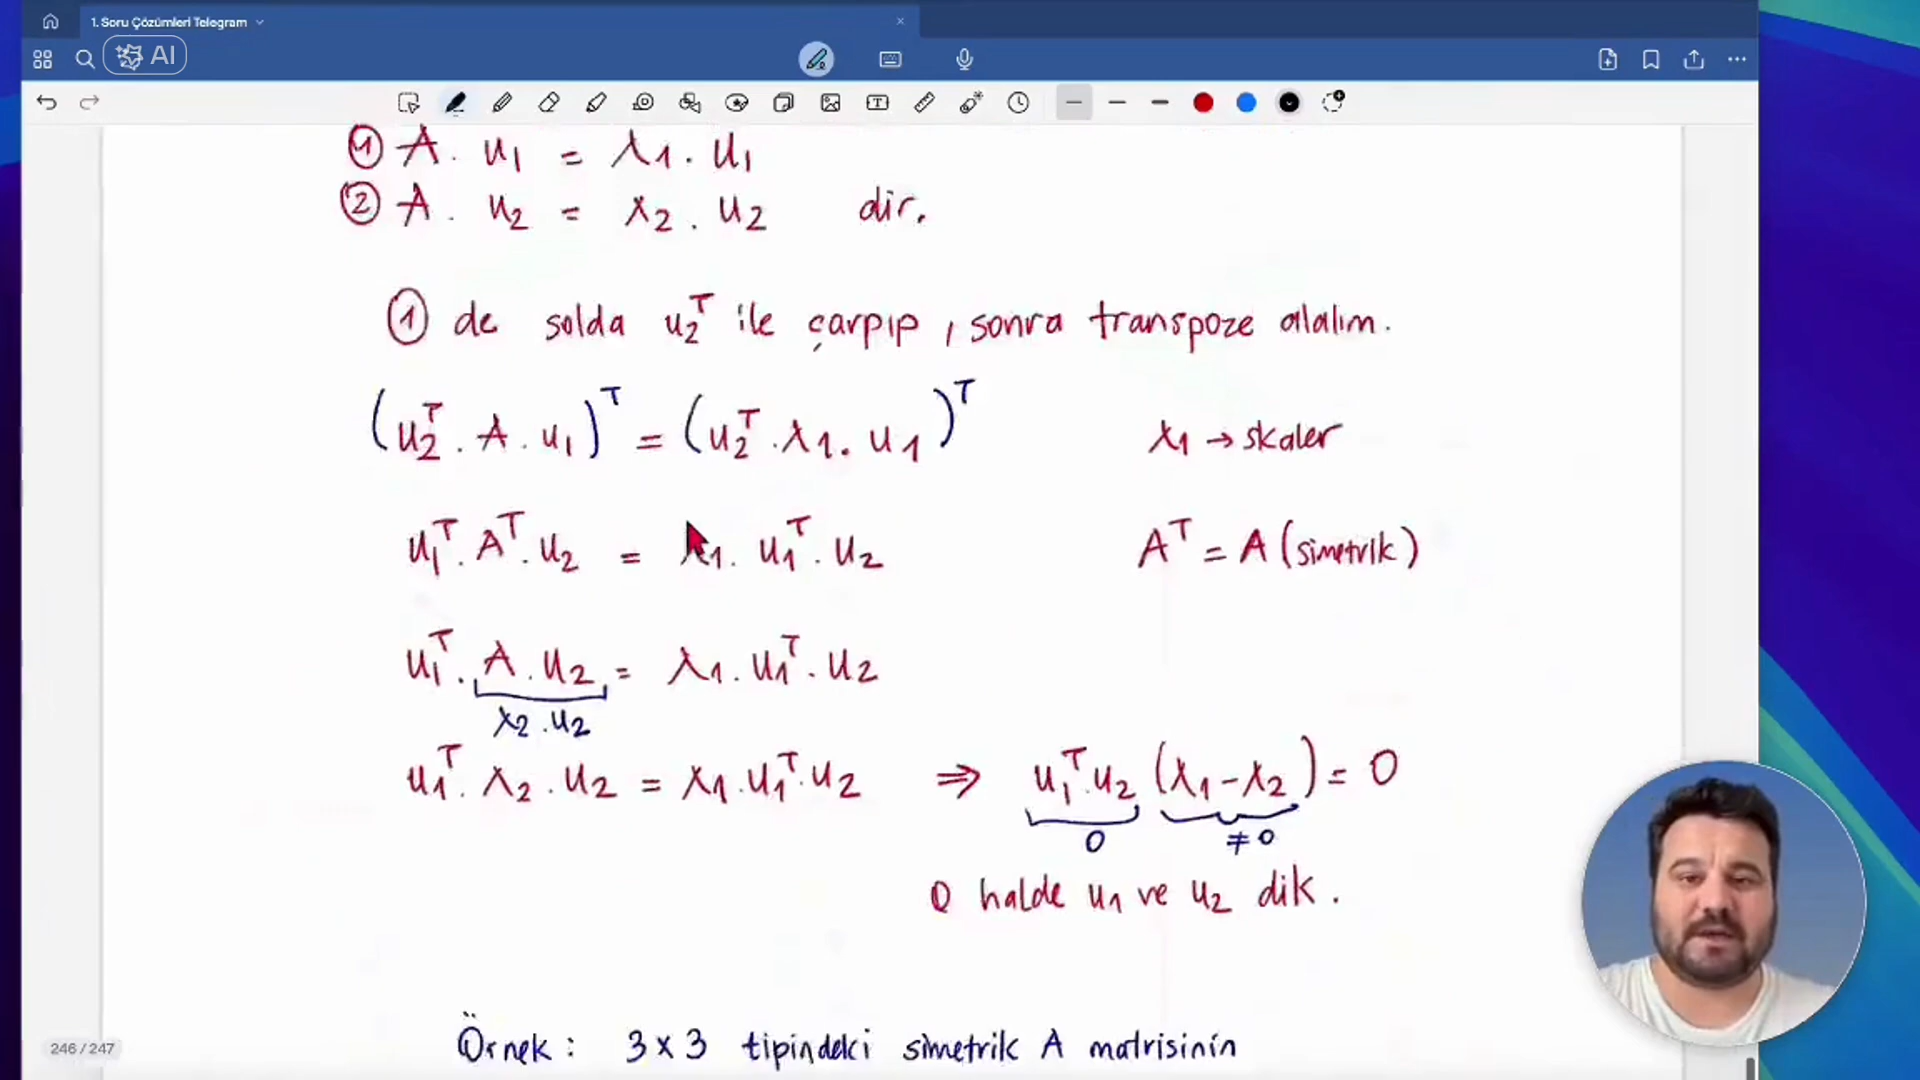 1. Soru Çözümleri Telegram
AI
① A . u₁ = λ₁ . u₁
② A . u₂ = λ₂ . u₂ dir.
① de solda u₂ᵀ ile çarpıp , sonra transpoze alalım.
(u₂ᵀ . A . u₁)ᵀ = (u₂ᵀ . λ₁ . u₁)ᵀ λ₁ → skaler
u₁ᵀ . Aᵀ . u₂ = λ₁ . u₁ᵀ . u₂ Aᵀ = A (simetrik)
u₁ᵀ . A . u₂ = λ₁ . u₁ᵀ . u₂
λ₂ . u₂
u₁ᵀ . λ₂ . u₂ = λ₁ . u₁ᵀ . u₂ ⇒ u₁ᵀ . u₂ (λ₁ - λ₂) = 0
0 ≠ 0
O halde u₁ ve u₂ dik .
Örnek : 3 x 3 tipindeki simetrik A matrisinin
246 / 247